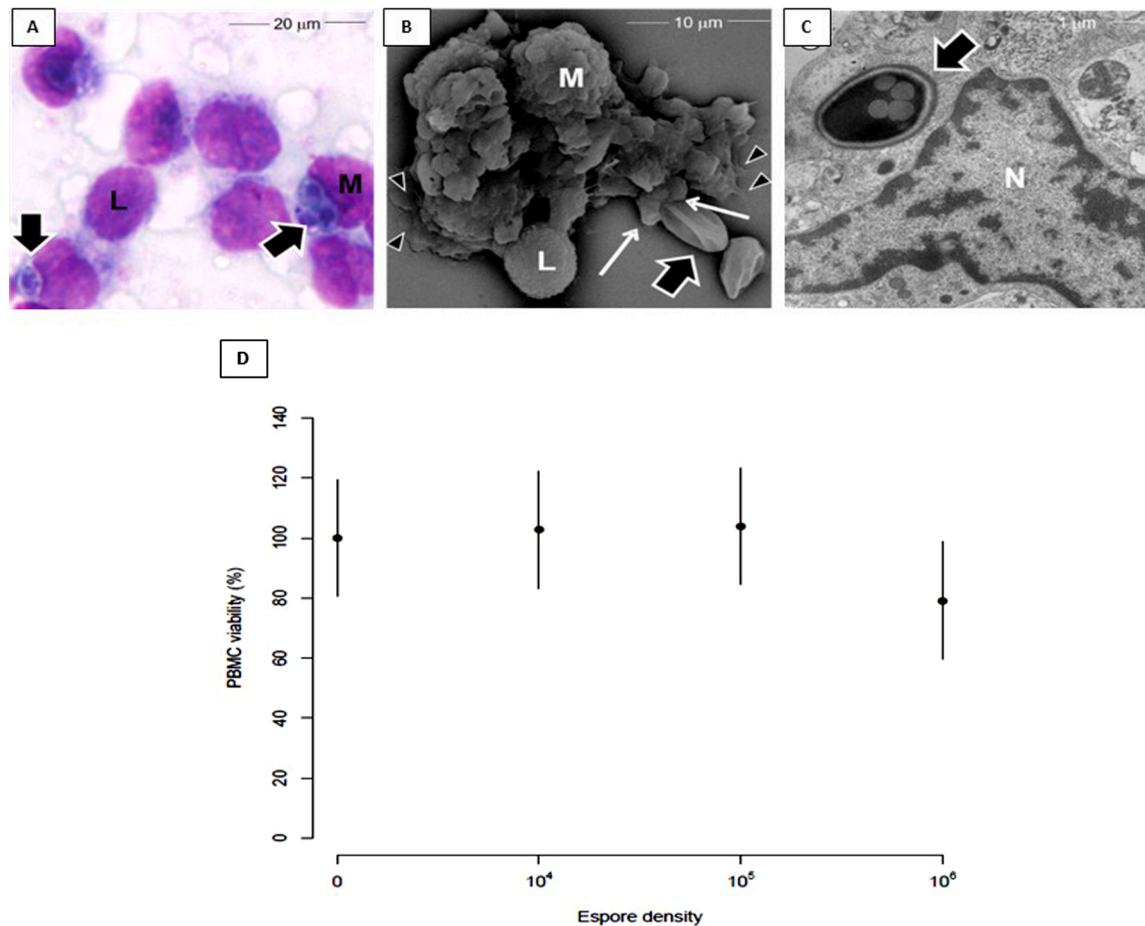 A
20 μm
L
M
B
10 μm
M
L
C
1 μm
N
D
140
120
100
80
60
40
20
0
PBMC viability (%)
0
10⁴
10⁵
10⁶
Espore density